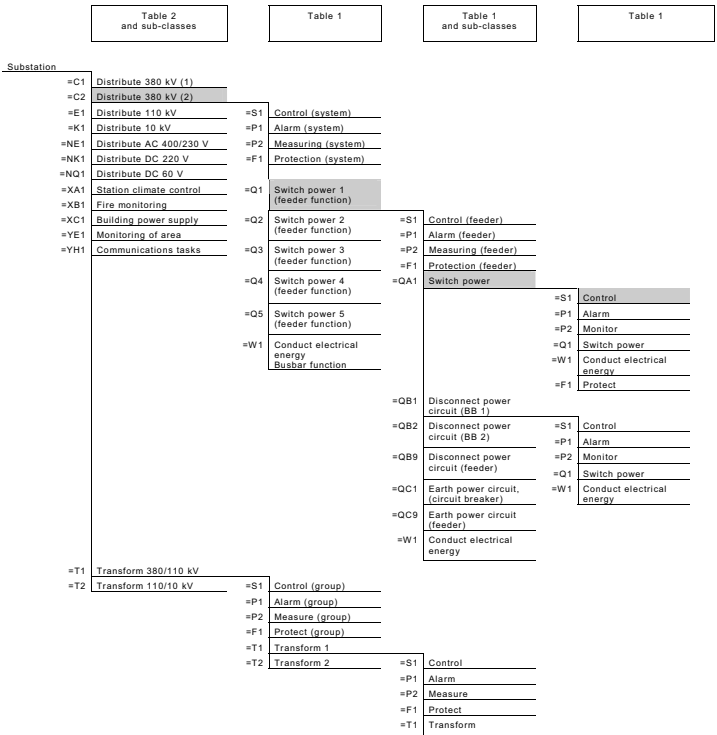 Table 2
and sub-classes
Table 1
Table 1
and sub-classes
Table 1
Substation
=C1 Distribute 380 kV (1)
=C2 Distribute 380 kV (2)
=E1 Distribute 110 kV
=K1 Distribute 10 kV
=NE1 Distribute AC 400/230 V
=NK1 Distribute DC 220 V
=NQ1 Distribute DC 60 V
=XA1 Station climate control
=XB1 Fire monitoring
=XC1 Building power supply
=YE1 Monitoring of area
=YH1 Communications tasks
=S1 Control (system)
=P1 Alarm (system)
=P2 Measuring (system)
=F1 Protection (system)
=Q1 Switch power 1
(feeder function)
=Q2 Switch power 2
(feeder function)
=Q3 Switch power 3
(feeder function)
=Q4 Switch power 4
(feeder function)
=Q5 Switch power 5
(feeder function)
=W1 Conduct electrical
energy
Busbar function
=S1 Control (feeder)
=P1 Alarm (feeder)
=P2 Measuring (feeder)
=F1 Protection (feeder)
=QA1 Switch power
=S1 Control
=P1 Alarm
=P2 Monitor
=Q1 Switch power
=W1 Conduct electrical
energy
=F1 Protect
=QB1 Disconnect power
circuit (BB 1)
=QB2 Disconnect power
circuit (BB 2)
=QB9 Disconnect power
circuit (feeder)
=QC1 Earth power circuit,
(circuit breaker)
=QC9 Earth power circuit
(feeder)
=W1 Conduct electrical
energy
=S1 Control
=P1 Alarm
=P2 Monitor
=Q1 Switch power
=W1 Conduct electrical
energy
=T1 Transform 380/110 kV
=T2 Transform 110/10 kV
=S1 Control (group)
=P1 Alarm (group)
=P2 Measure (group)
=F1 Protect (group)
=T1 Transform 1
=T2 Transform 2
=S1 Control
=P1 Alarm
=P2 Measure
=F1 Protect
=T1 Transform